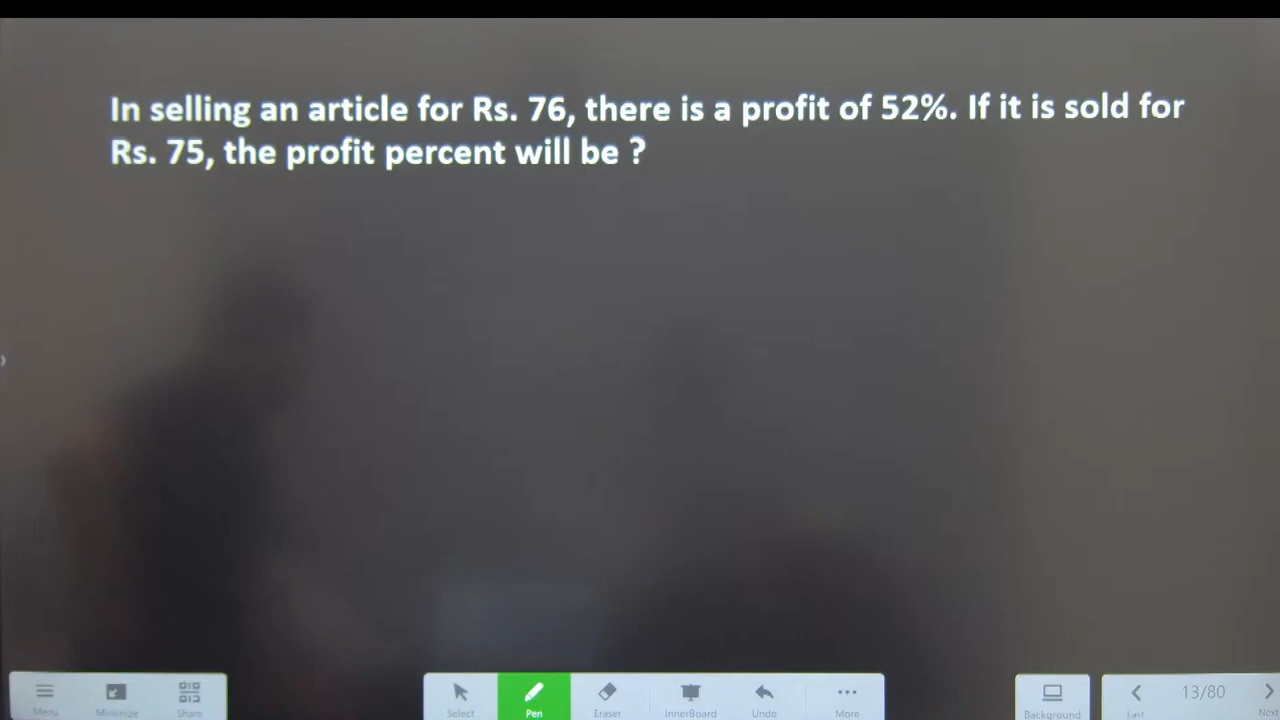 In selling an article for Rs. 76, there is a profit of 52%. If it is sold for
Rs. 75, the profit percent will be ?
Menu
Minimize
Share
Select
Pen
Eraser
InnerBoard
Undo
More
Background
Last
13/80
Next